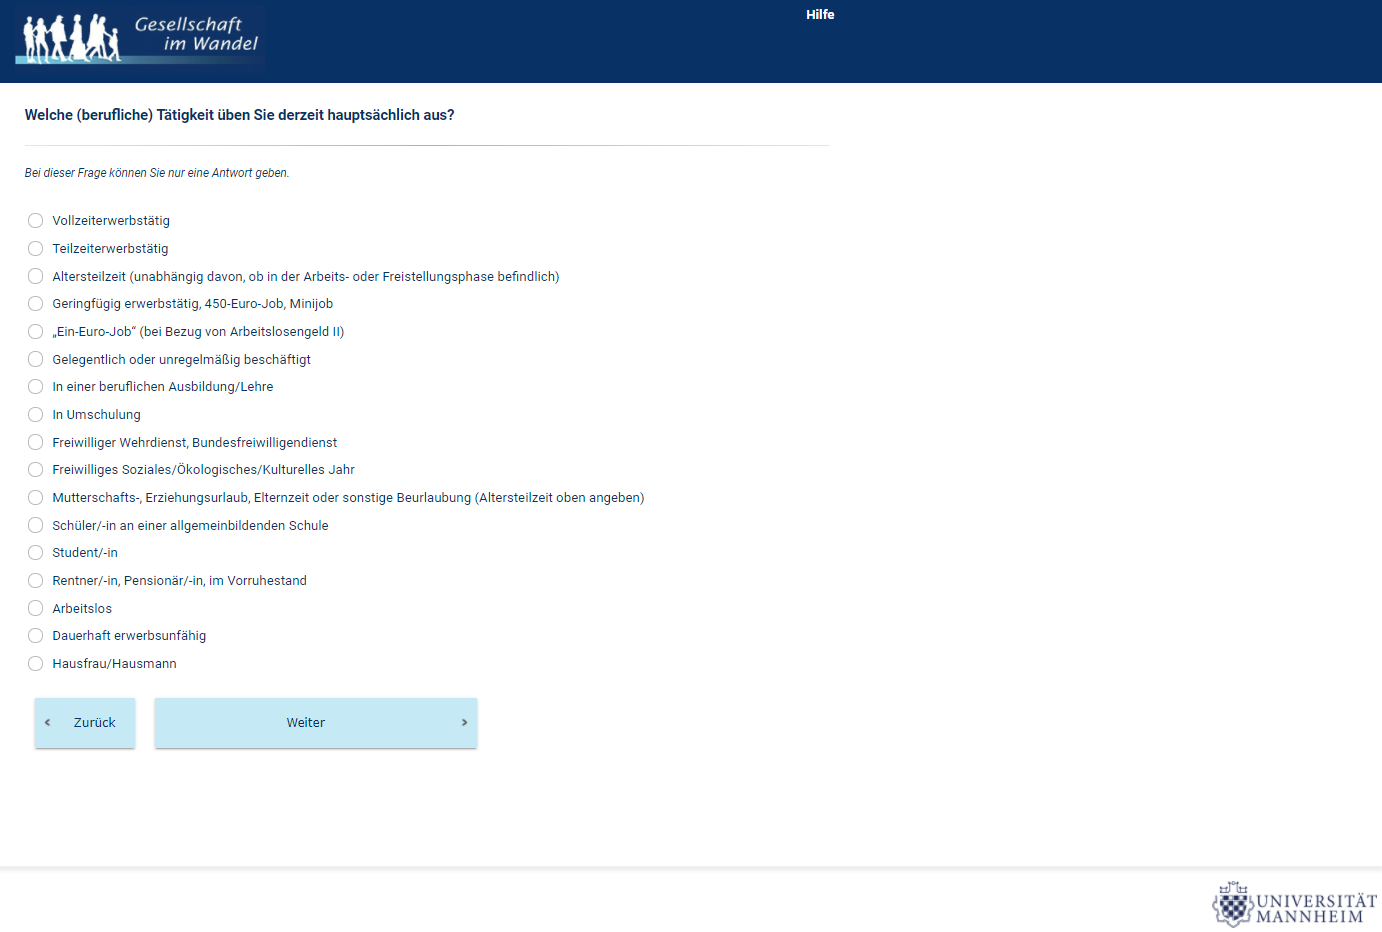 Gesellschaft
im Wandel
Hilfe
Welche (berufliche) Tätigkeit üben Sie derzeit hauptsächlich aus?
Bei dieser Frage können Sie nur eine Antwort geben.
Vollzeiterwerbstätig
Teilzeiterwerbstätig
Altersteilzeit (unabhängig davon, ob in der Arbeits- oder Freistellungsphase befindlich)
Geringfügig erwerbstätig, 450-Euro-Job, Minijob
„Ein-Euro-Job“ (bei Bezug von Arbeitslosengeld II)
Gelegentlich oder unregelmäßig beschäftigt
In einer beruflichen Ausbildung/Lehre
In Umschulung
Freiwilliger Wehrdienst, Bundesfreiwilligendienst
Freiwilliges Soziales/Ökologisches/Kulturelles Jahr
Mutterschafts-, Erziehungsurlaub, Elternzeit oder sonstige Beurlaubung (Altersteilzeit oben angeben)
Schüler/-in an einer allgemeinbildenden Schule
Student/-in
Rentner/-in, Pensionär/-in, im Vorruhestand
Arbeitslos
Dauerhaft erwerbsunfähig
Hausfrau/Hausmann
Zurück
Weiter
UNIVERSITÄT
MANNHEIM